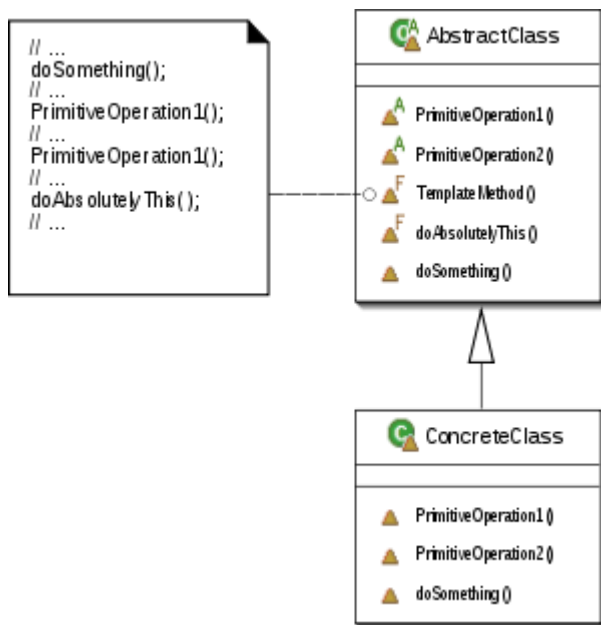 // ...
doSomething();
// ...
PrimitiveOperation1();
// ...
PrimitiveOperation1();
// ...
doAbsolutelyThis();
// ...
C A AbstractClass
A PrimitiveOperation1()
A PrimitiveOperation2()
F TemplateMethod()
F doAbsolutelyThis()
doSomething()
C ConcreteClass
PrimitiveOperation1()
PrimitiveOperation2()
doSomething()